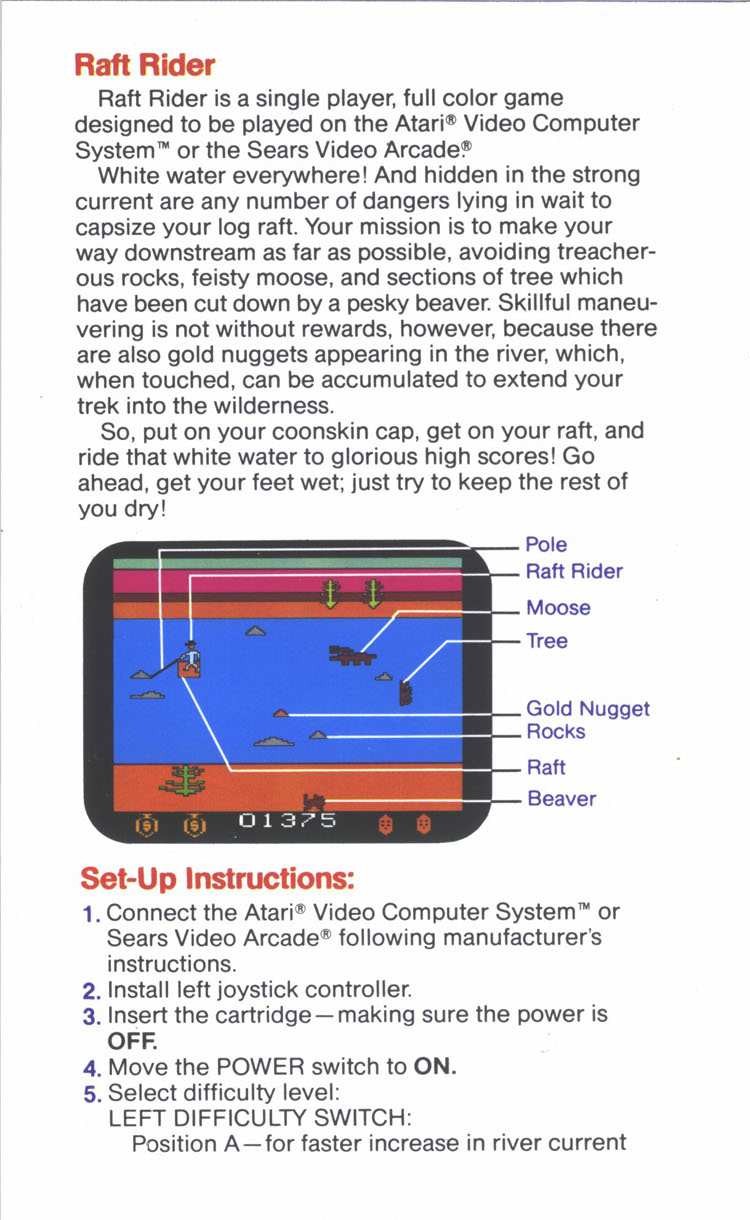 Raft Rider
Raft Rider is a single player, full color game
designed to be played on the Atari® Video Computer
System™ or the Sears Video Arcade.®
White water everywhere! And hidden in the strong
current are any number of dangers lying in wait to
capsize your log raft. Your mission is to make your
way downstream as far as possible, avoiding treacher-
ous rocks, feisty moose, and sections of tree which
have been cut down by a pesky beaver. Skillful maneu-
vering is not without rewards, however, because there
are also gold nuggets appearing in the river, which,
when touched, can be accumulated to extend your
trek into the wilderness.
So, put on your coonskin cap, get on your raft, and
ride that white water to glorious high scores! Go
ahead, get your feet wet; just try to keep the rest of
you dry!
Pole
Raft Rider
Moose
Tree
Gold Nugget
Rocks
Raft
Beaver
$ $ 01375
Set-Up Instructions:
1. Connect the Atari® Video Computer System™ or
Sears Video Arcade® following manufacturer's
instructions.
2. Install left joystick controller.
3. Insert the cartridge—making sure the power is
OFF.
4. Move the POWER switch to ON.
5. Select difficulty level:
LEFT DIFFICULTY SWITCH:
Position A—for faster increase in river current